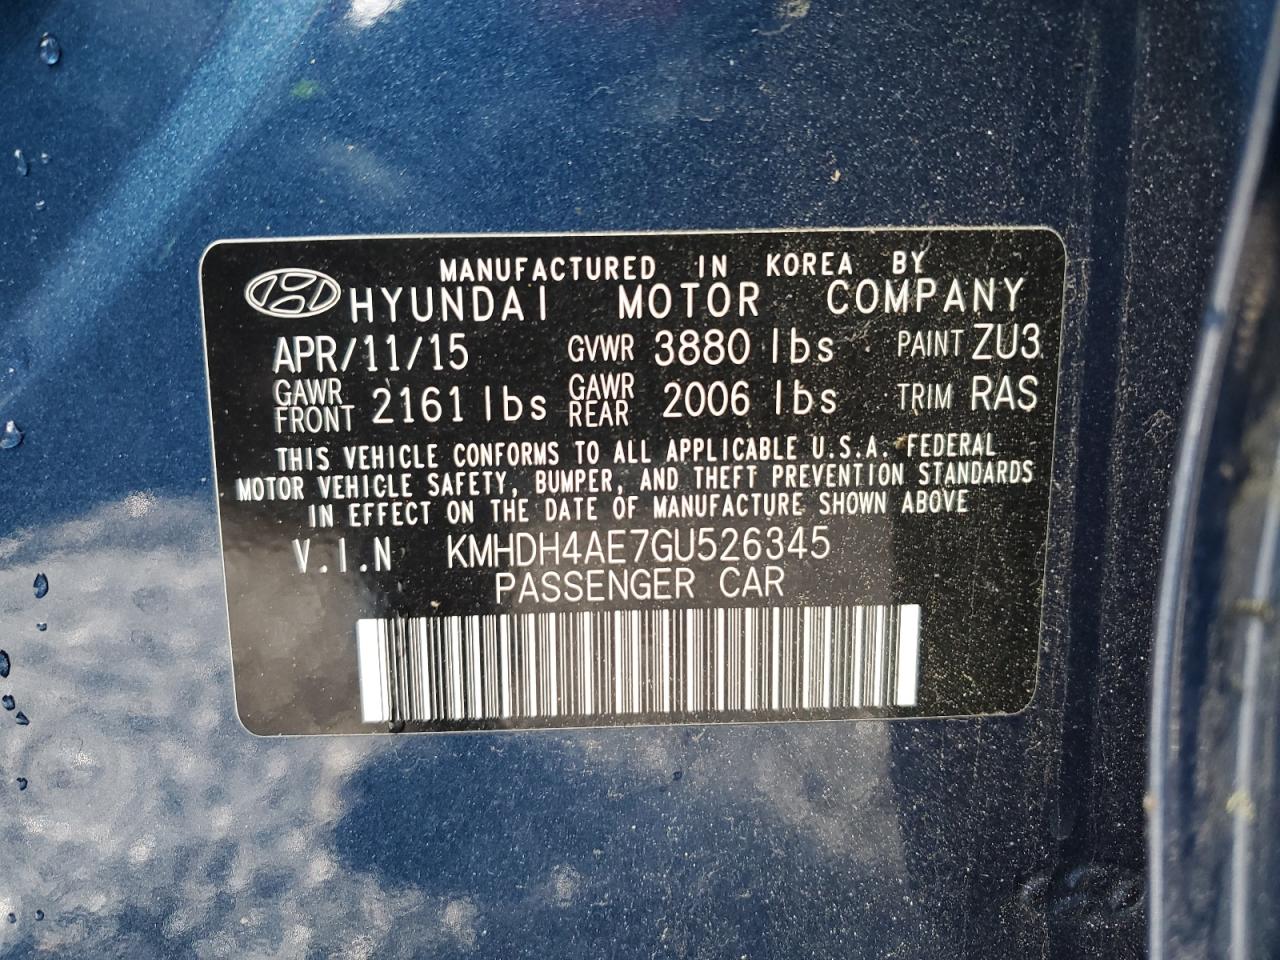 MANUFACTURED IN KOREA BY
HYUNDAI MOTOR COMPANY
APR/11/15 GVWR 3880 lbs PAINT ZU3
GAWR FRONT 2161 lbs GAWR REAR 2006 lbs TRIM RAS
THIS VEHICLE CONFORMS TO ALL APPLICABLE U.S.A. FEDERAL
MOTOR VEHICLE SAFETY, BUMPER, AND THEFT PREVENTION STANDARDS
IN EFFECT ON THE DATE OF MANUFACTURE SHOWN ABOVE
V.I.N KMHDH4AE7GU526345
PASSENGER CAR